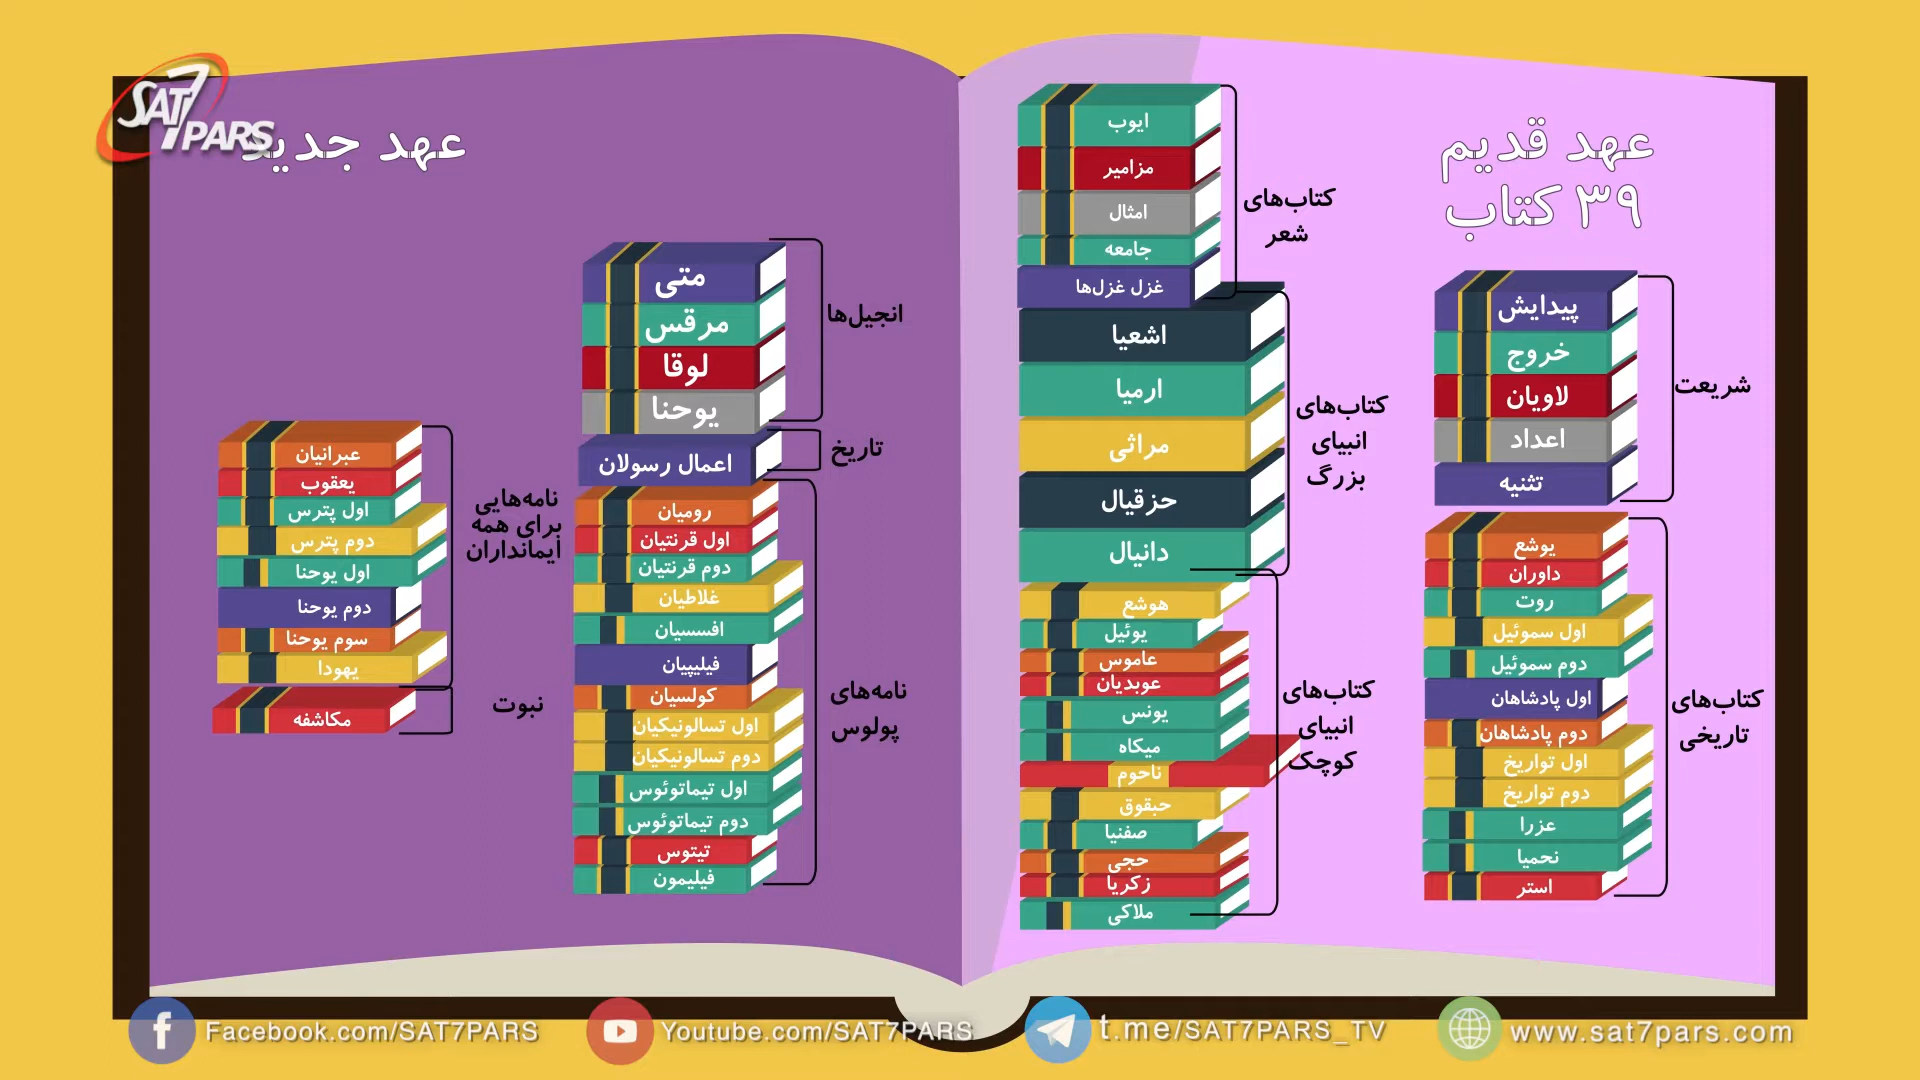 SAT7
PARS
عهد قدیم
۳۹ کتاب
پیدایش
خروج
لاویان
اعداد
تثنیه
شریعت
یوشع
داوران
روت
اول سموئیل
دوم سموئیل
اول پادشاهان
دوم پادشاهان
اول تواریخ
دوم تواریخ
عزرا
نحمیا
استر
کتاب‌های
تاریخی
ایوب
مزامیر
امثال
جامعه
غزل غزل‌ها
کتاب‌های
شعر
اشعیا
ارمیا
مراثی
حزقیال
دانیال
کتاب‌های
انبیای
بزرگ
هوشع
یوئیل
عاموس
عوبدیان
یونس
میکاه
ناحوم
حبقوق
صفنیا
حجی
زکریا
ملاکی
کتاب‌های
انبیای
کوچک
عهد جدید
متی
مرقس
لوقا
یوحنا
انجیل‌ها
اعمال رسولان
تاریخ
رومیان
اول قرنتیان
دوم قرنتیان
غلاطیان
افسسیان
فیلیپیان
کولسیان
اول تسالونیکیان
دوم تسالونیکیان
اول تیماتوئوس
دوم تیماتوئوس
تیتوس
فیلیمون
نامه‌های
پولوس
عبرانیان
یعقوب
اول پترس
دوم پترس
اول یوحنا
دوم یوحنا
سوم یوحنا
یهودا
نامه‌هایی
برای همه
ایمانداران
مکاشفه
نبوت
Facebook.com/SAT7PARS
Youtube.com/SAT7PARS
t.me/SAT7PARS_TV
www.sat7pars.com